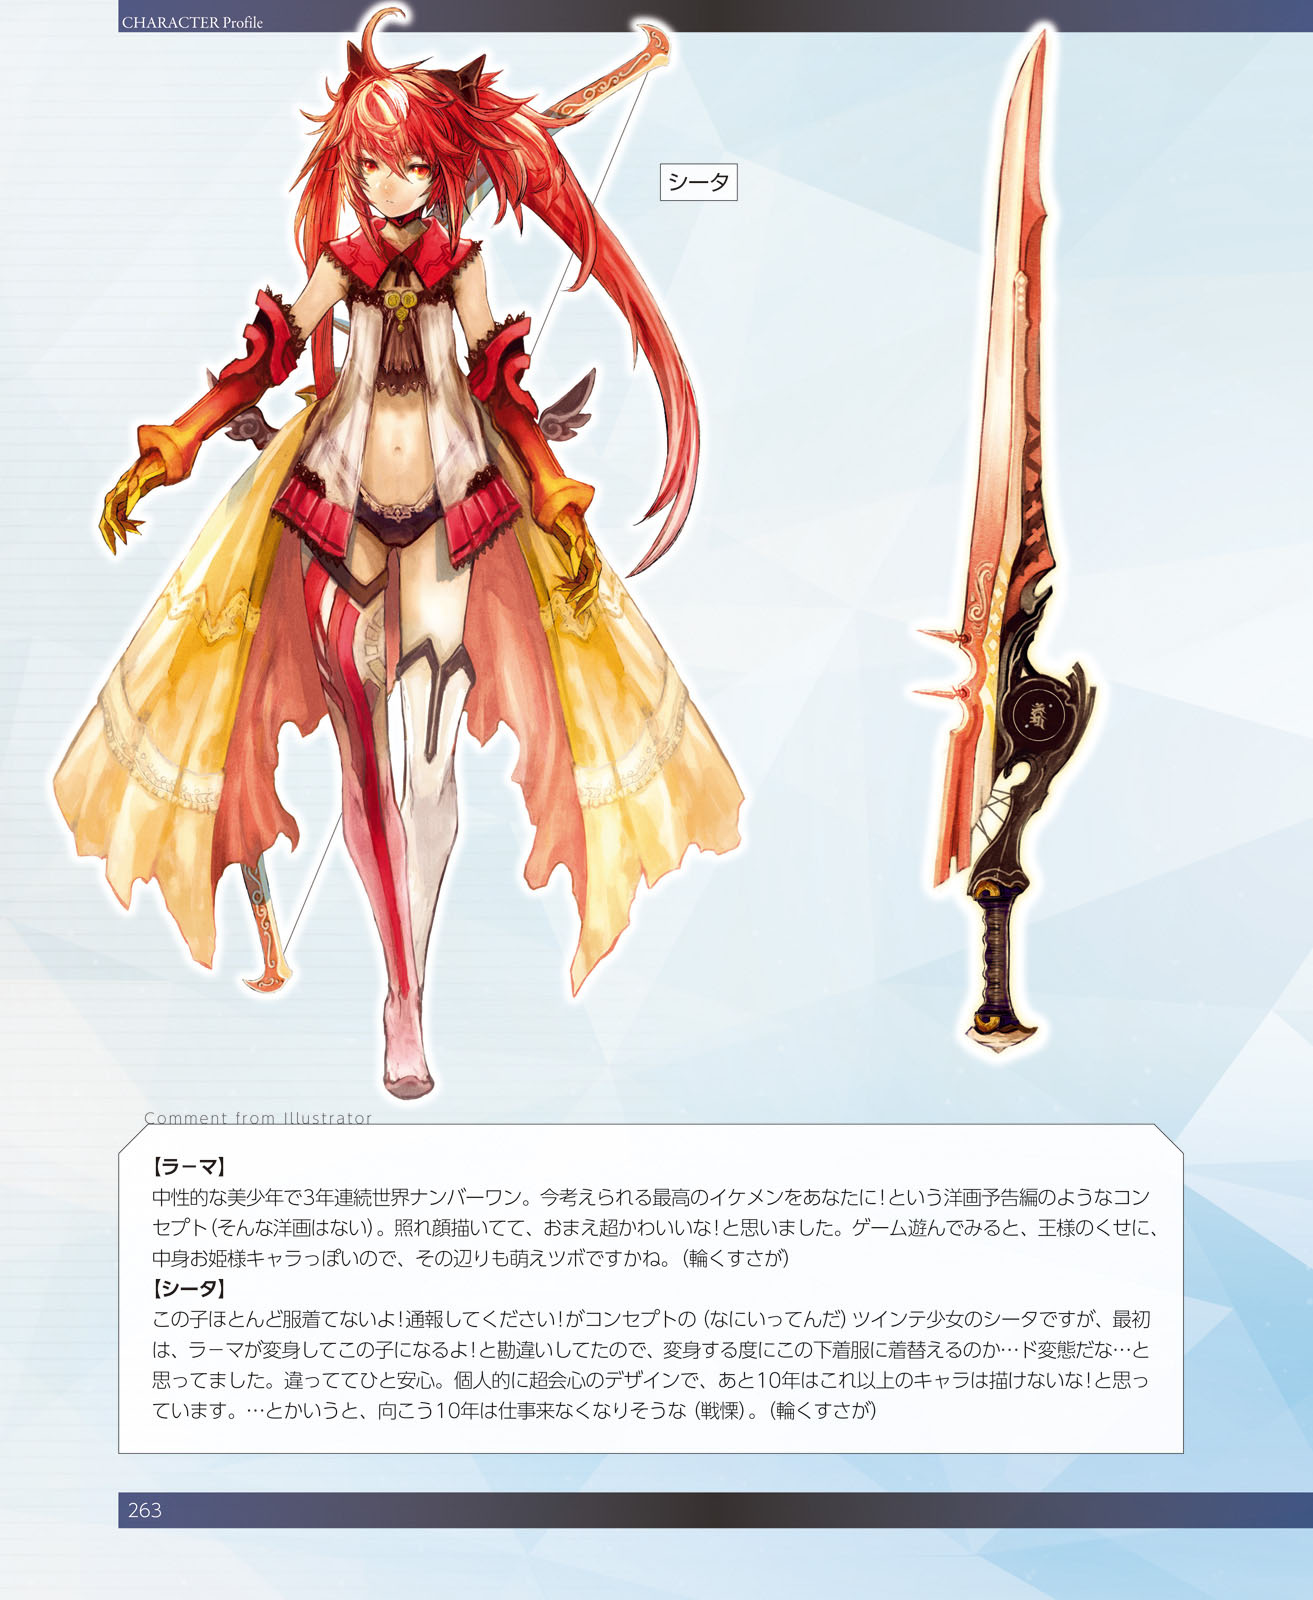 CHARACTER Profile
シータ
Comment from Illustrator
【ラーマ】
中性的な美少年で3年連続世界ナンバーワン。今考えられる最高のイケメンをあなたに！という洋画予告編のようなコン
セプト（そんな洋画はない）。照れ顔描いてて、おまえ超かわいいな！と思いました。ゲーム遊んでみると、王様のくせに、
中身お姫様キャラっぽいので、その辺りも萌えツボですかね。（輪くすさが）
【シータ】
この子ほとんど服着てないよ！通報してください！がコンセプトの（なにいってんだ）ツインテ少女のシータですが、最初
は、ラーマが変身してこの子になるよ！と勘違いしてたので、変身する度にこの下着服に着替えるのか…ド変態だな…と
思ってました。違っててひと安心。個人的に超会心のデザインで、あと10年はこれ以上のキャラは描けないな！と思っ
ています。…とかいうと、向こう10年は仕事来なくなりそうな（戦慄）。（輪くすさが）
263